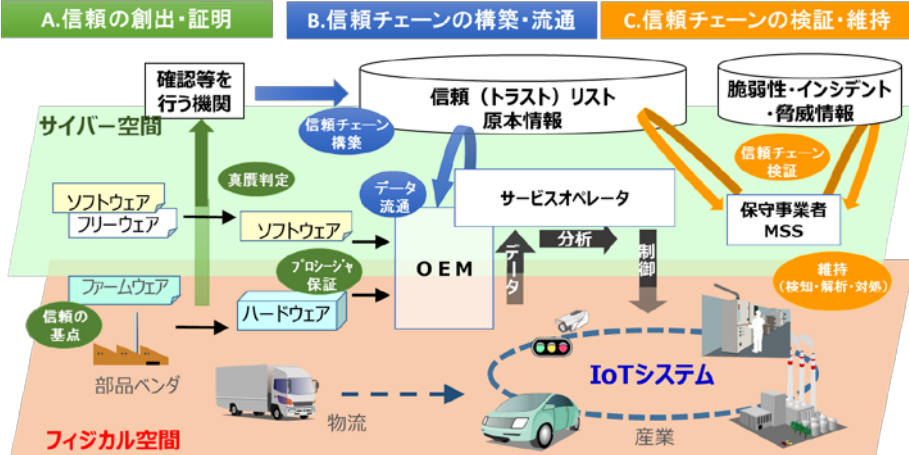 A.信頼の創出・証明
B.信頼チェーンの構築・流通
C.信頼チェーンの検証・維持
確認等を
行う機関
信頼（トラスト）リスト
原本情報
脆弱性・インシデント
・脅威情報
サイバー空間
信頼チェーン
構築
信頼チェーン
検証
真贋判定
データ
流通
サービスオペレータ
保守事業者
MSS
ソフトウェア
フリーウェア
ソフトウェア
分析
データ
制御
OEM
プロシージャ
保証
維持
（検知・解析・対処）
ファームウェア
ハードウェア
信頼の
基点
部品ベンダ
物流
IoTシステム
産業
フィジカル空間